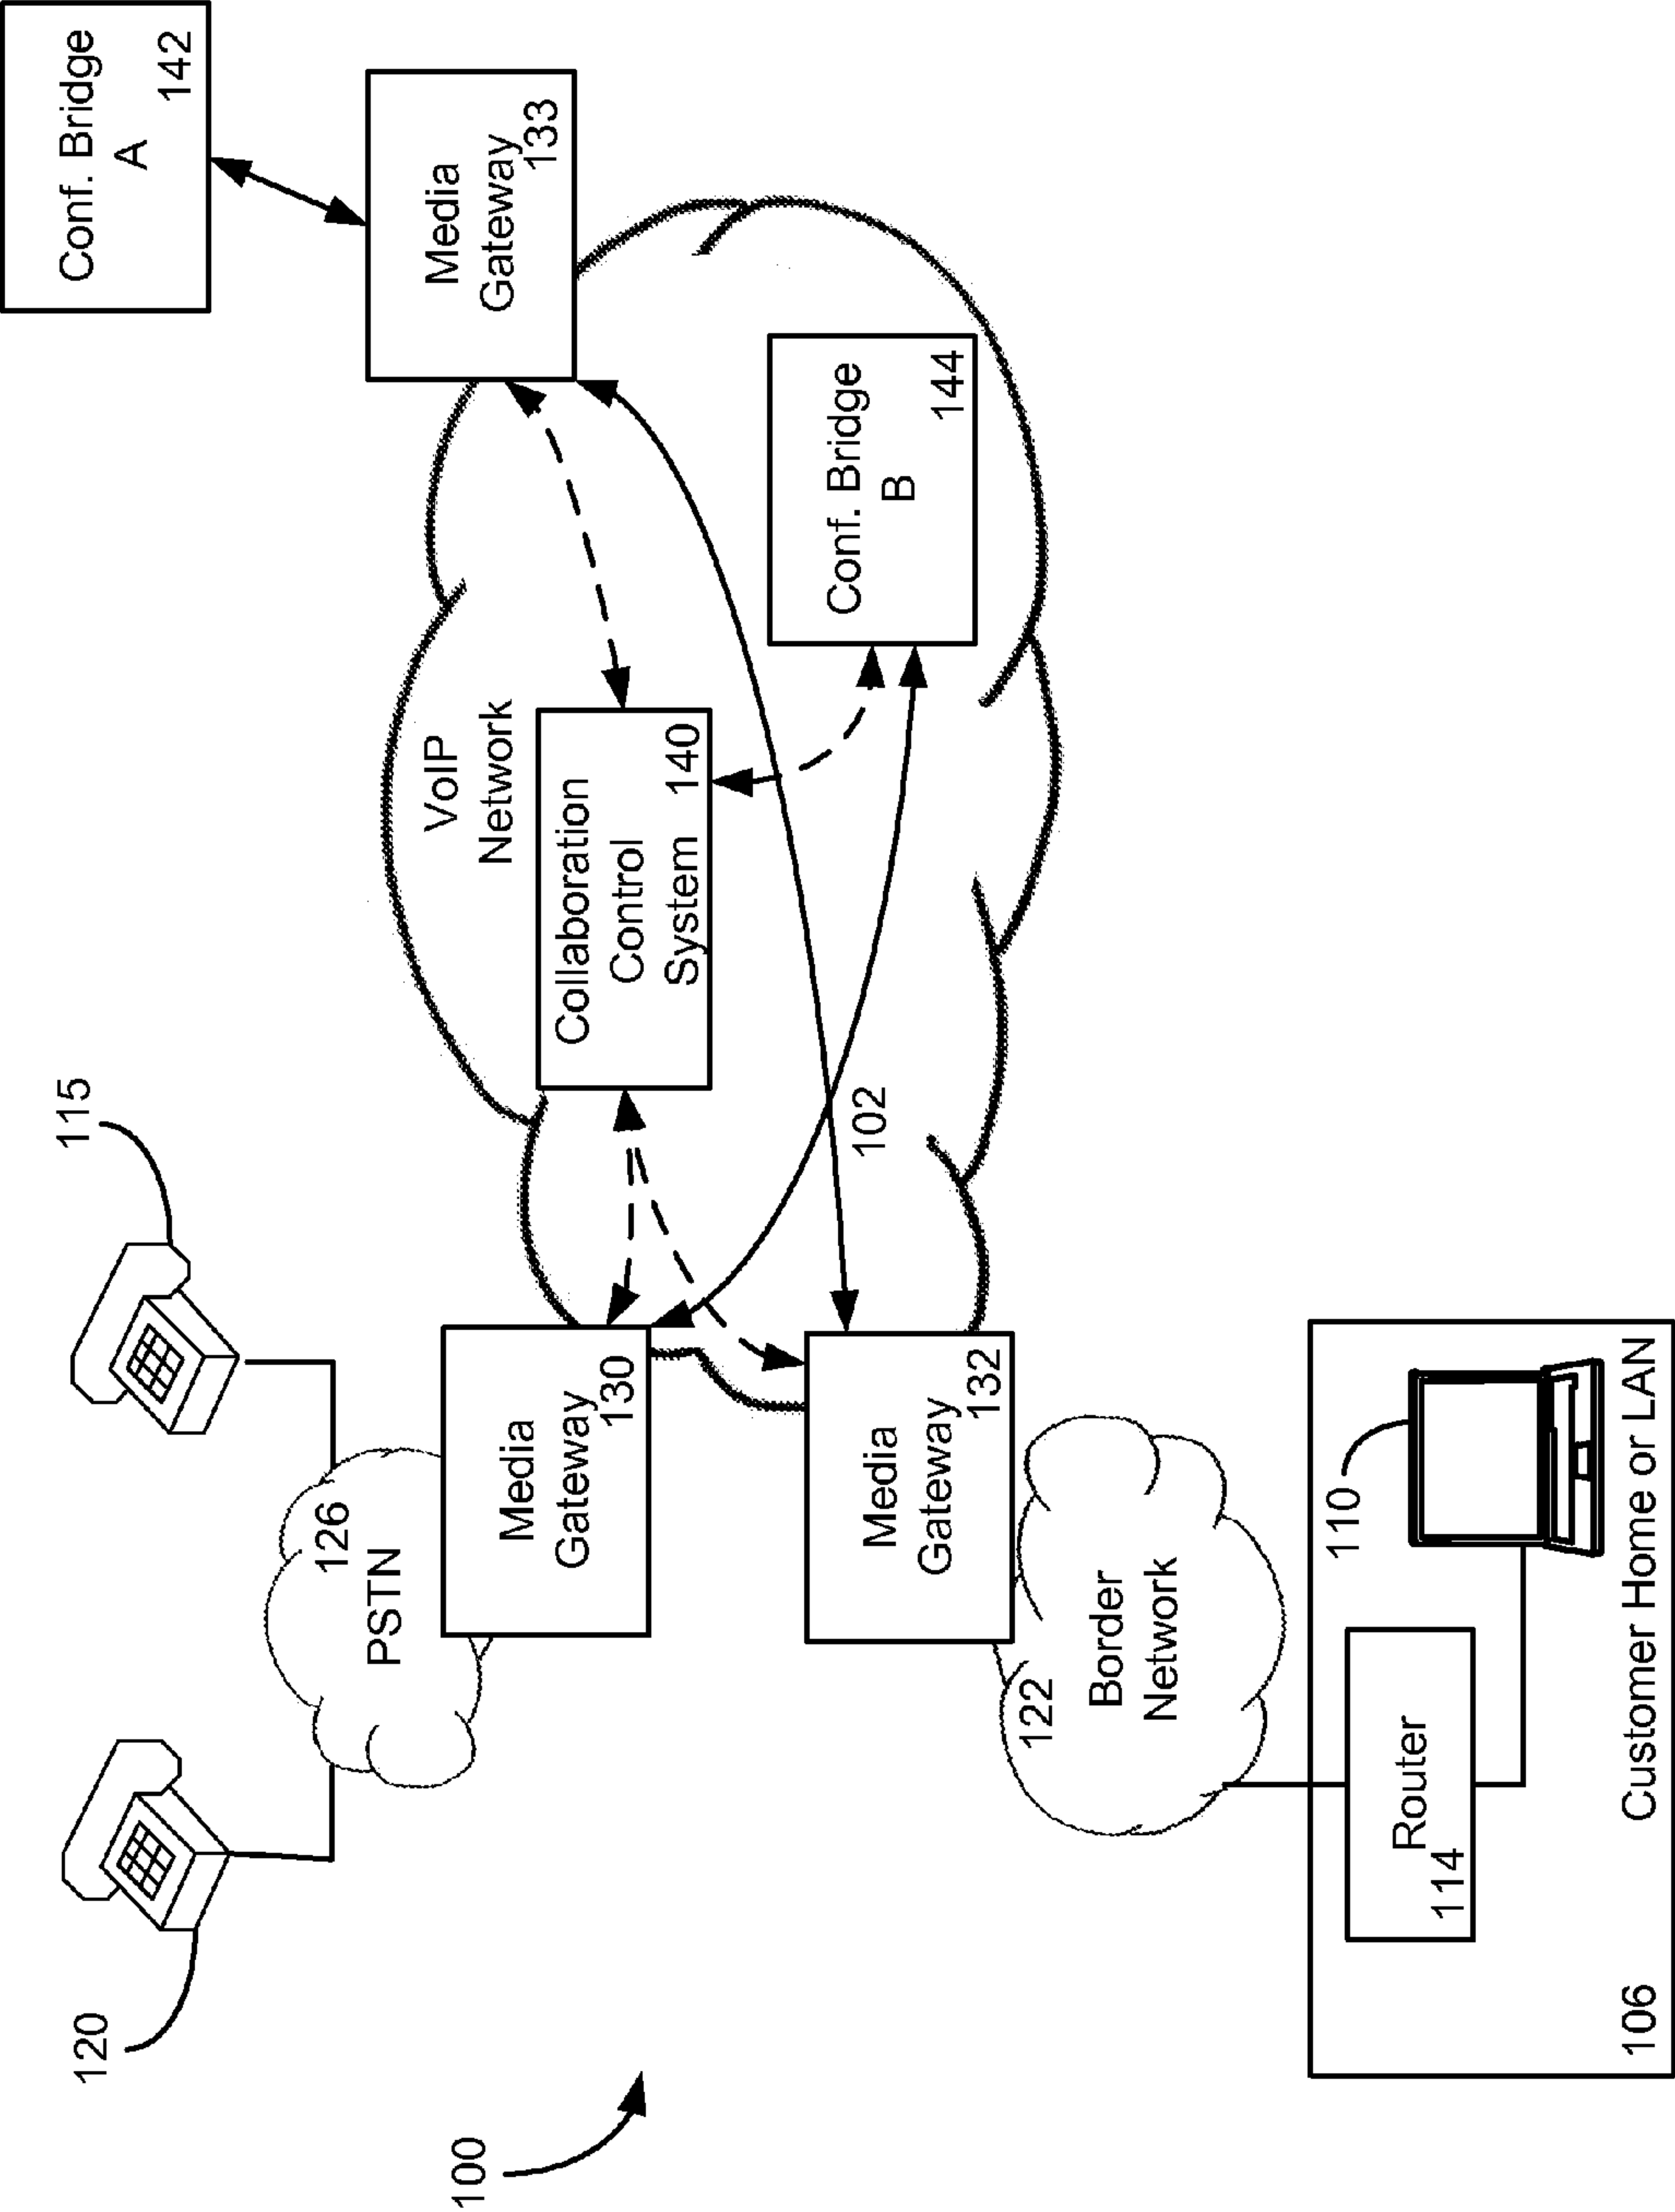 100
120
115
126
PSTN
Media
Gateway
130
VoIP
Network
Collaboration
Control
System 140
Media
Gateway
133
Conf. Bridge
A
142
Conf. Bridge
B
144
102
Media
Gateway
132
122
Border
Network
110
Router
114
106
Customer Home or LAN